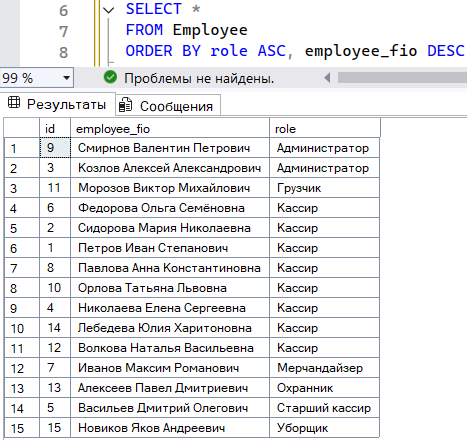 6 SELECT *
7 FROM Employee
8 ORDER BY role ASC, employee_fio DESC
99 % Проблемы не найдены.
Результаты Сообщения
id employee_fio role
1 9 Смирнов Валентин Петрович Администратор
2 3 Козлов Алексей Александрович Администратор
3 11 Морозов Виктор Михайлович Грузчик
4 6 Федорова Ольга Семёновна Кассир
5 2 Сидорова Мария Николаевна Кассир
6 1 Петров Иван Степанович Кассир
7 8 Павлова Анна Константиновна Кассир
8 10 Орлова Татьяна Львовна Кассир
9 4 Николаева Елена Сергеевна Кассир
10 14 Лебедева Юлия Харитоновна Кассир
11 12 Волкова Наталья Васильевна Кассир
12 7 Иванов Максим Романович Мерчандайзер
13 13 Алексеев Павел Дмитриевич Охранник
14 5 Васильев Дмитрий Олегович Старший кассир
15 15 Новиков Яков Андреевич Уборщик